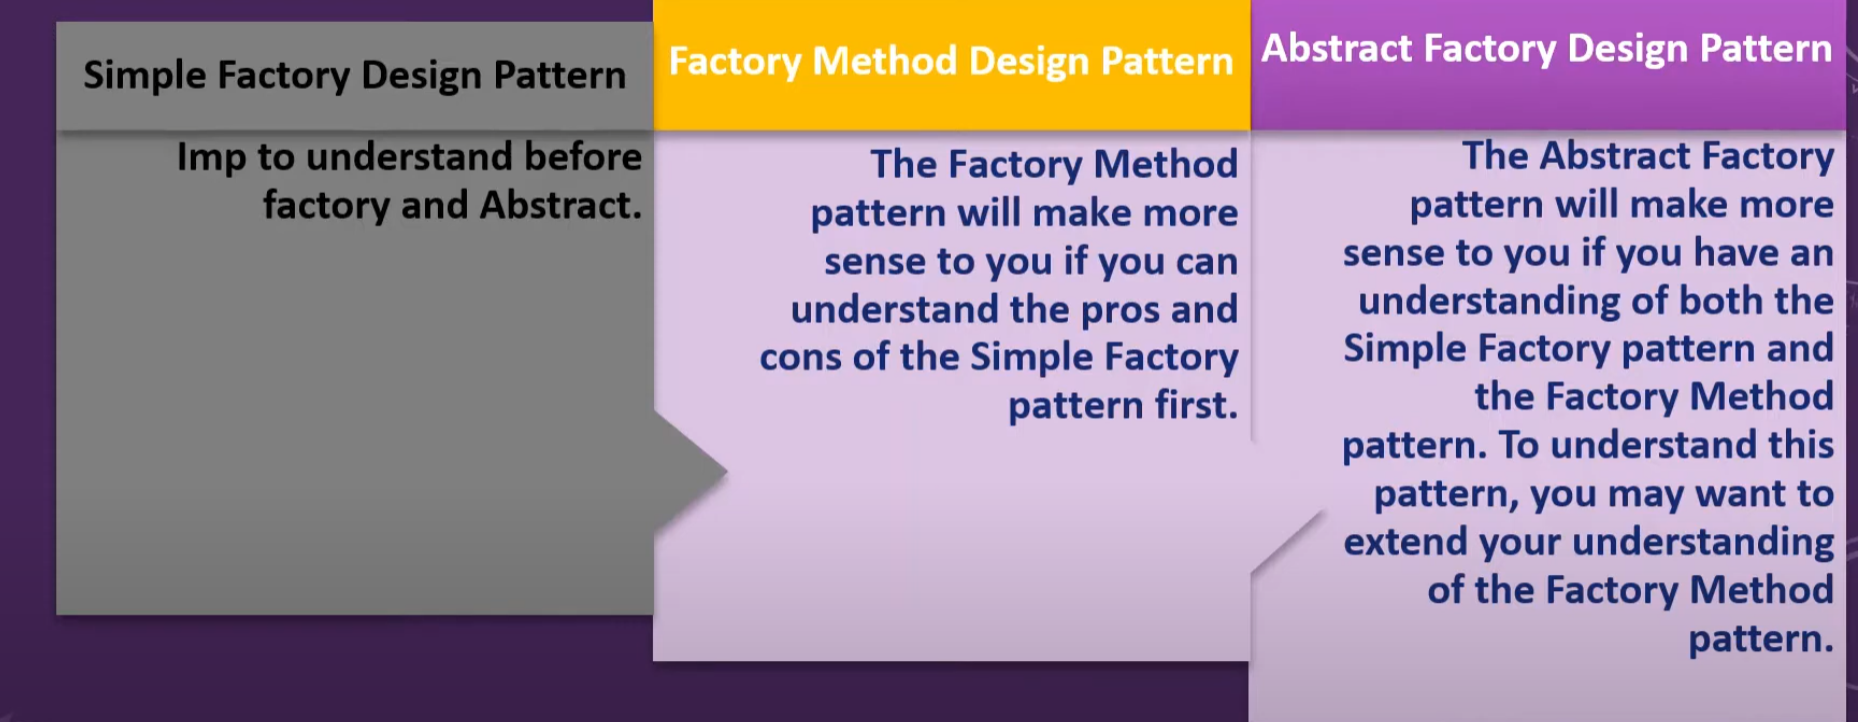 Simple Factory Design Pattern
Imp to understand before
factory and Abstract.
Factory Method Design Pattern
The Factory Method
pattern will make more
sense to you if you can
understand the pros and
cons of the Simple Factory
pattern first.
Abstract Factory Design Pattern
The Abstract Factory
pattern will make more
sense to you if you have an
understanding of both the
Simple Factory pattern and
the Factory Method
pattern. To understand this
pattern, you may want to
extend your understanding
of the Factory Method
pattern.